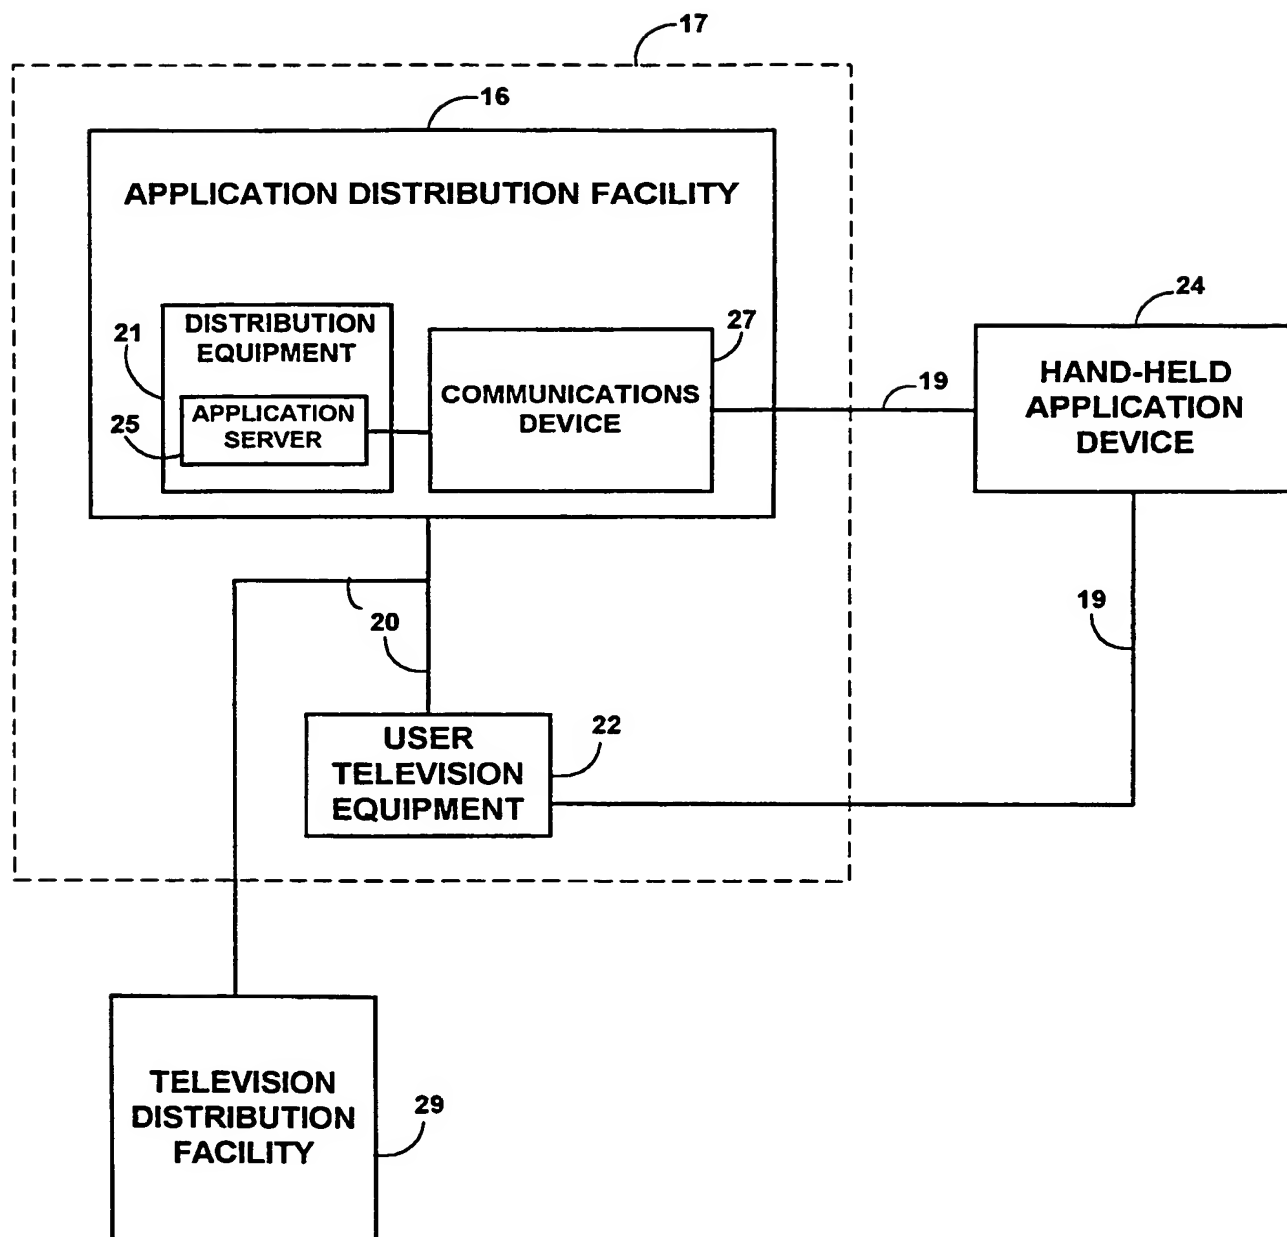 17
16
APPLICATION DISTRIBUTION FACILITY
24
21
DISTRIBUTION
EQUIPMENT
27
HAND-HELD
APPLICATION
DEVICE
19
COMMUNICATIONS
DEVICE
25
APPLICATION
SERVER
19
20
22
USER
TELEVISION
EQUIPMENT
TELEVISION
DISTRIBUTION
FACILITY
29